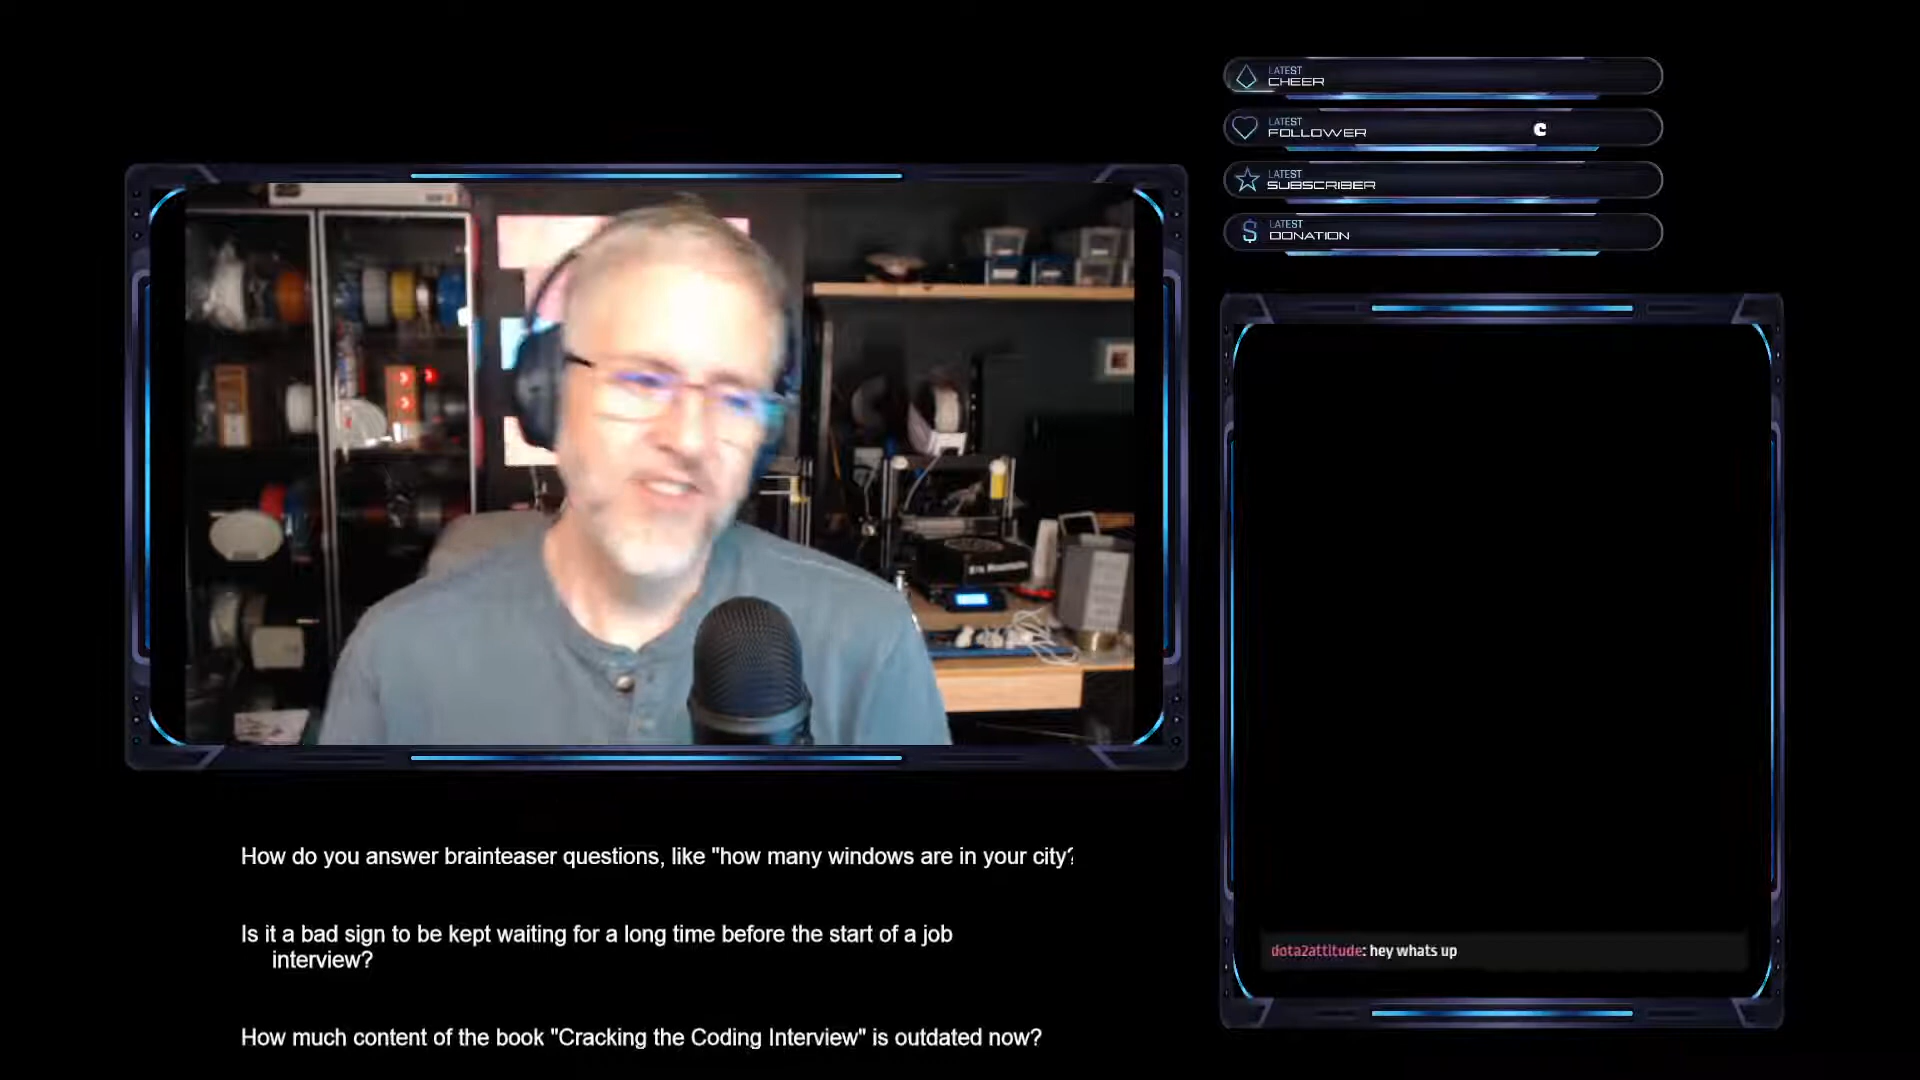 LATEST
CHEER
LATEST
FOLLOWER
C
LATEST
SUBSCRIBER
LATEST
DONATION
How do you answer brainteaser questions, like "how many windows are in your city?
Is it a bad sign to be kept waiting for a long time before the start of a job
interview?
How much content of the book "Cracking the Coding Interview" is outdated now?
dota2attitude: hey whats up